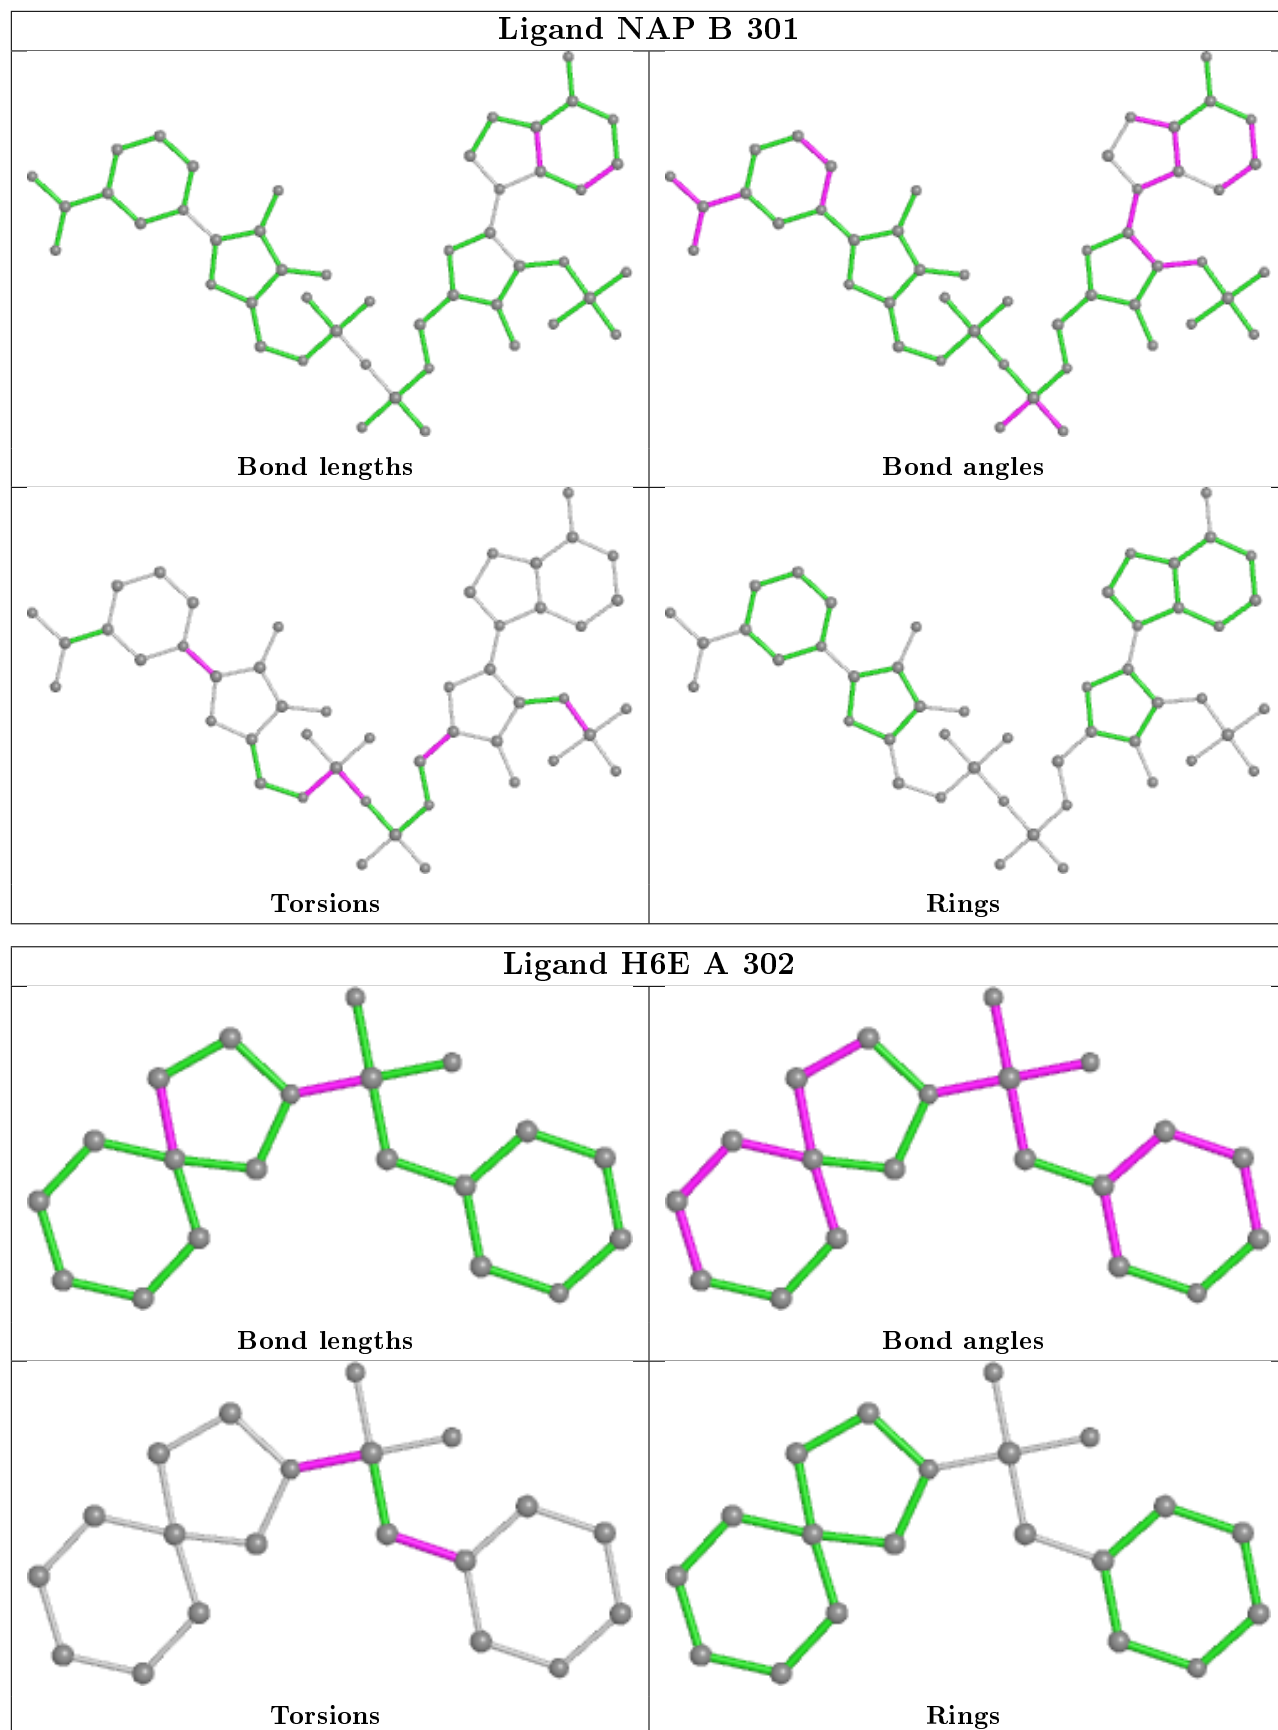 Ligand NAP B 301
Bond lengths
Bond angles
Torsions
Rings
Ligand H6E A 302
Bond lengths
Bond angles
Torsions
Rings